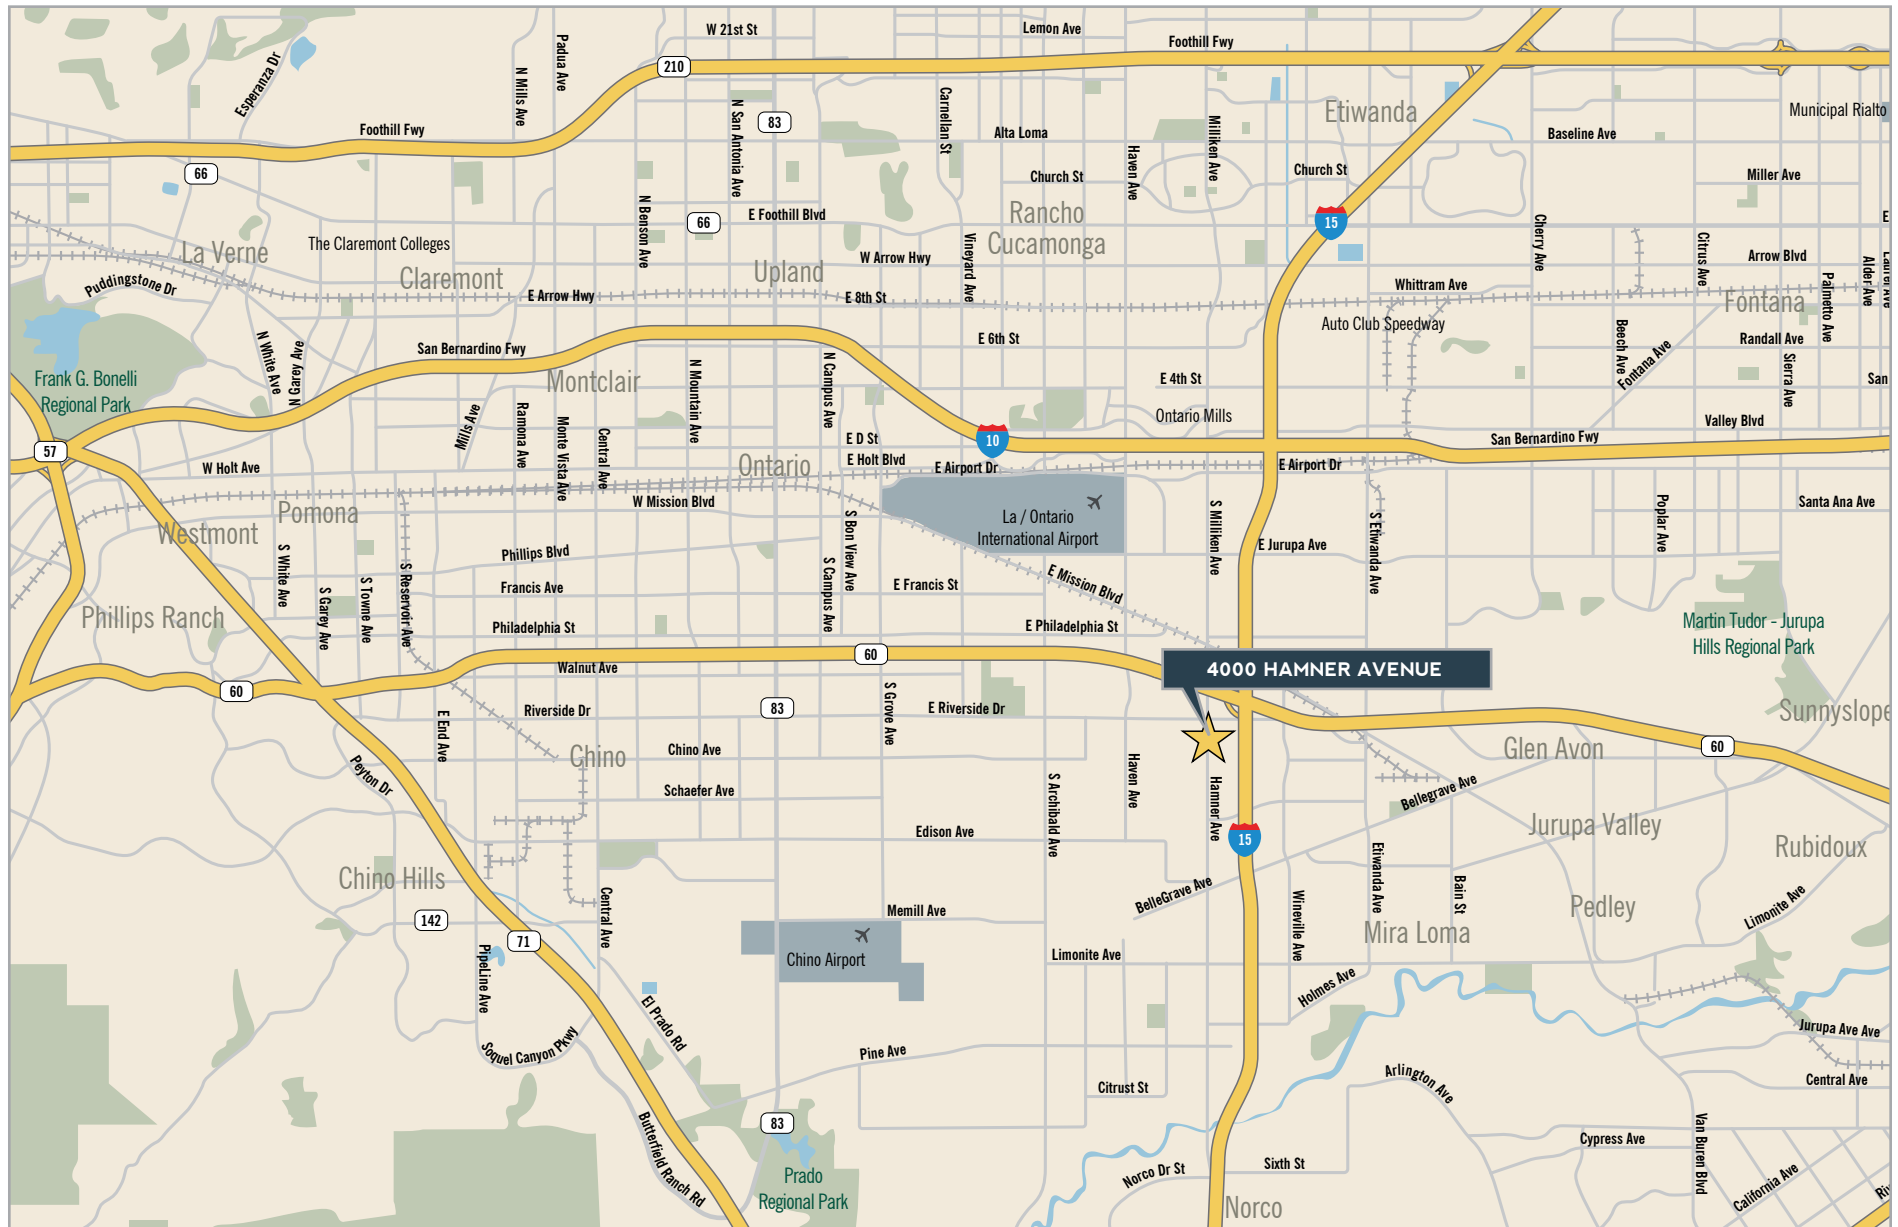 W 21st St
Lemon Ave
Foothill Fwy
210
Padua Ave
N Mills Ave
Esperanza Dr
Foothill Fwy
66
N San Antonia Ave
83
Carnellan St
Alta Loma
Milliken Ave
Haven Ave
Etiwanda
Municipal Rialto
Baseline Ave
Church St
Church St
Miller Ave
15
N Benson Ave
66
E Foothill Blvd
Rancho
Cucamonga
La Verne
The Claremont Colleges
Claremont
Upland
W Arrow Hwy
Vineyard Ave
Cherry Ave
Citrus Ave
Arrow Blvd
Alder Ave
Palmetto Ave
Puddingstone Dr
E Arrow Hwy
E 8th St
Whittram Ave
Fontana
Auto Club Speedway
N White Ave
N Garey Ave
San Bernardino Fwy
E 6th St
Beech Ave
Fontana Ave
Randall Ave
Sierra Ave
San
Frank G. Bonelli
Regional Park
Montclair
N Mountain Ave
N Campus Ave
E 4th St
Ontario Mills
Valley Blvd
Mills Ave
Ramona Ave
Monte Vista Ave
Central Ave
57
10
E D St
E Holt Blvd
E Airport Dr
E Airport Dr
San Bernardino Fwy
W Holt Ave
Ontario
W Mission Blvd
Pomona
Westmont
La / Ontario
International Airport
S Milliken Ave
S Etiwanda Ave
Poplar Ave
Santa Ana Ave
S White Ave
S Garey Ave
S Towne Ave
S Reservoir Ave
Phillips Blvd
S Bon View Ave
S Campus Ave
E Jurupa Ave
Francis Ave
E Francis St
E Mission Blvd
Phillips Ranch
Philadelphia St
E Philadelphia St
Martin Tudor - Jurupa
Hills Regional Park
60
Walnut Ave
4000 HAMNER AVENUE
60
83
S Grove Ave
E Riverside Dr
Riverside Dr
E End Ave
Sunnyslope
Chino
Chino Ave
Glen Avon
60
Peyton Dr
Schaefer Ave
S Archibald Ave
Haven Ave
Hamner Ave
Bellegrave Ave
Edison Ave
15
Jurupa Valley
Rubidoux
Chino Hills
Etiwanda Ave
Bain St
BelleGrave Ave
Pedley
Limonite Ave
142
Central Ave
Memill Ave
Wineville Ave
Mira Loma
71
PipeLine Ave
Chino Airport
Limonite Ave
Holmes Ave
El Prado Rd
Soquel Canyon Pkwy
Jurupa Ave Ave
Pine Ave
Citrust St
Arlington Ave
Central Ave
Butterfield Ranch Rd
83
Van Buren Blvd
Cypress Ave
Prado
Regional Park
Norco Dr St
Sixth St
California Ave
Norco